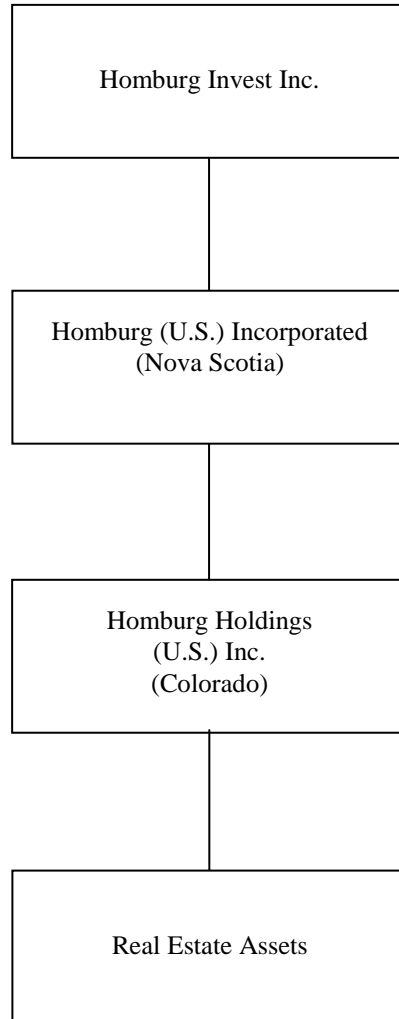 Homburg Invest Inc.
Homburg (U.S.) Incorporated
(Nova Scotia)
Homburg Holdings
(U.S.) Inc.
(Colorado)
Real Estate Assets